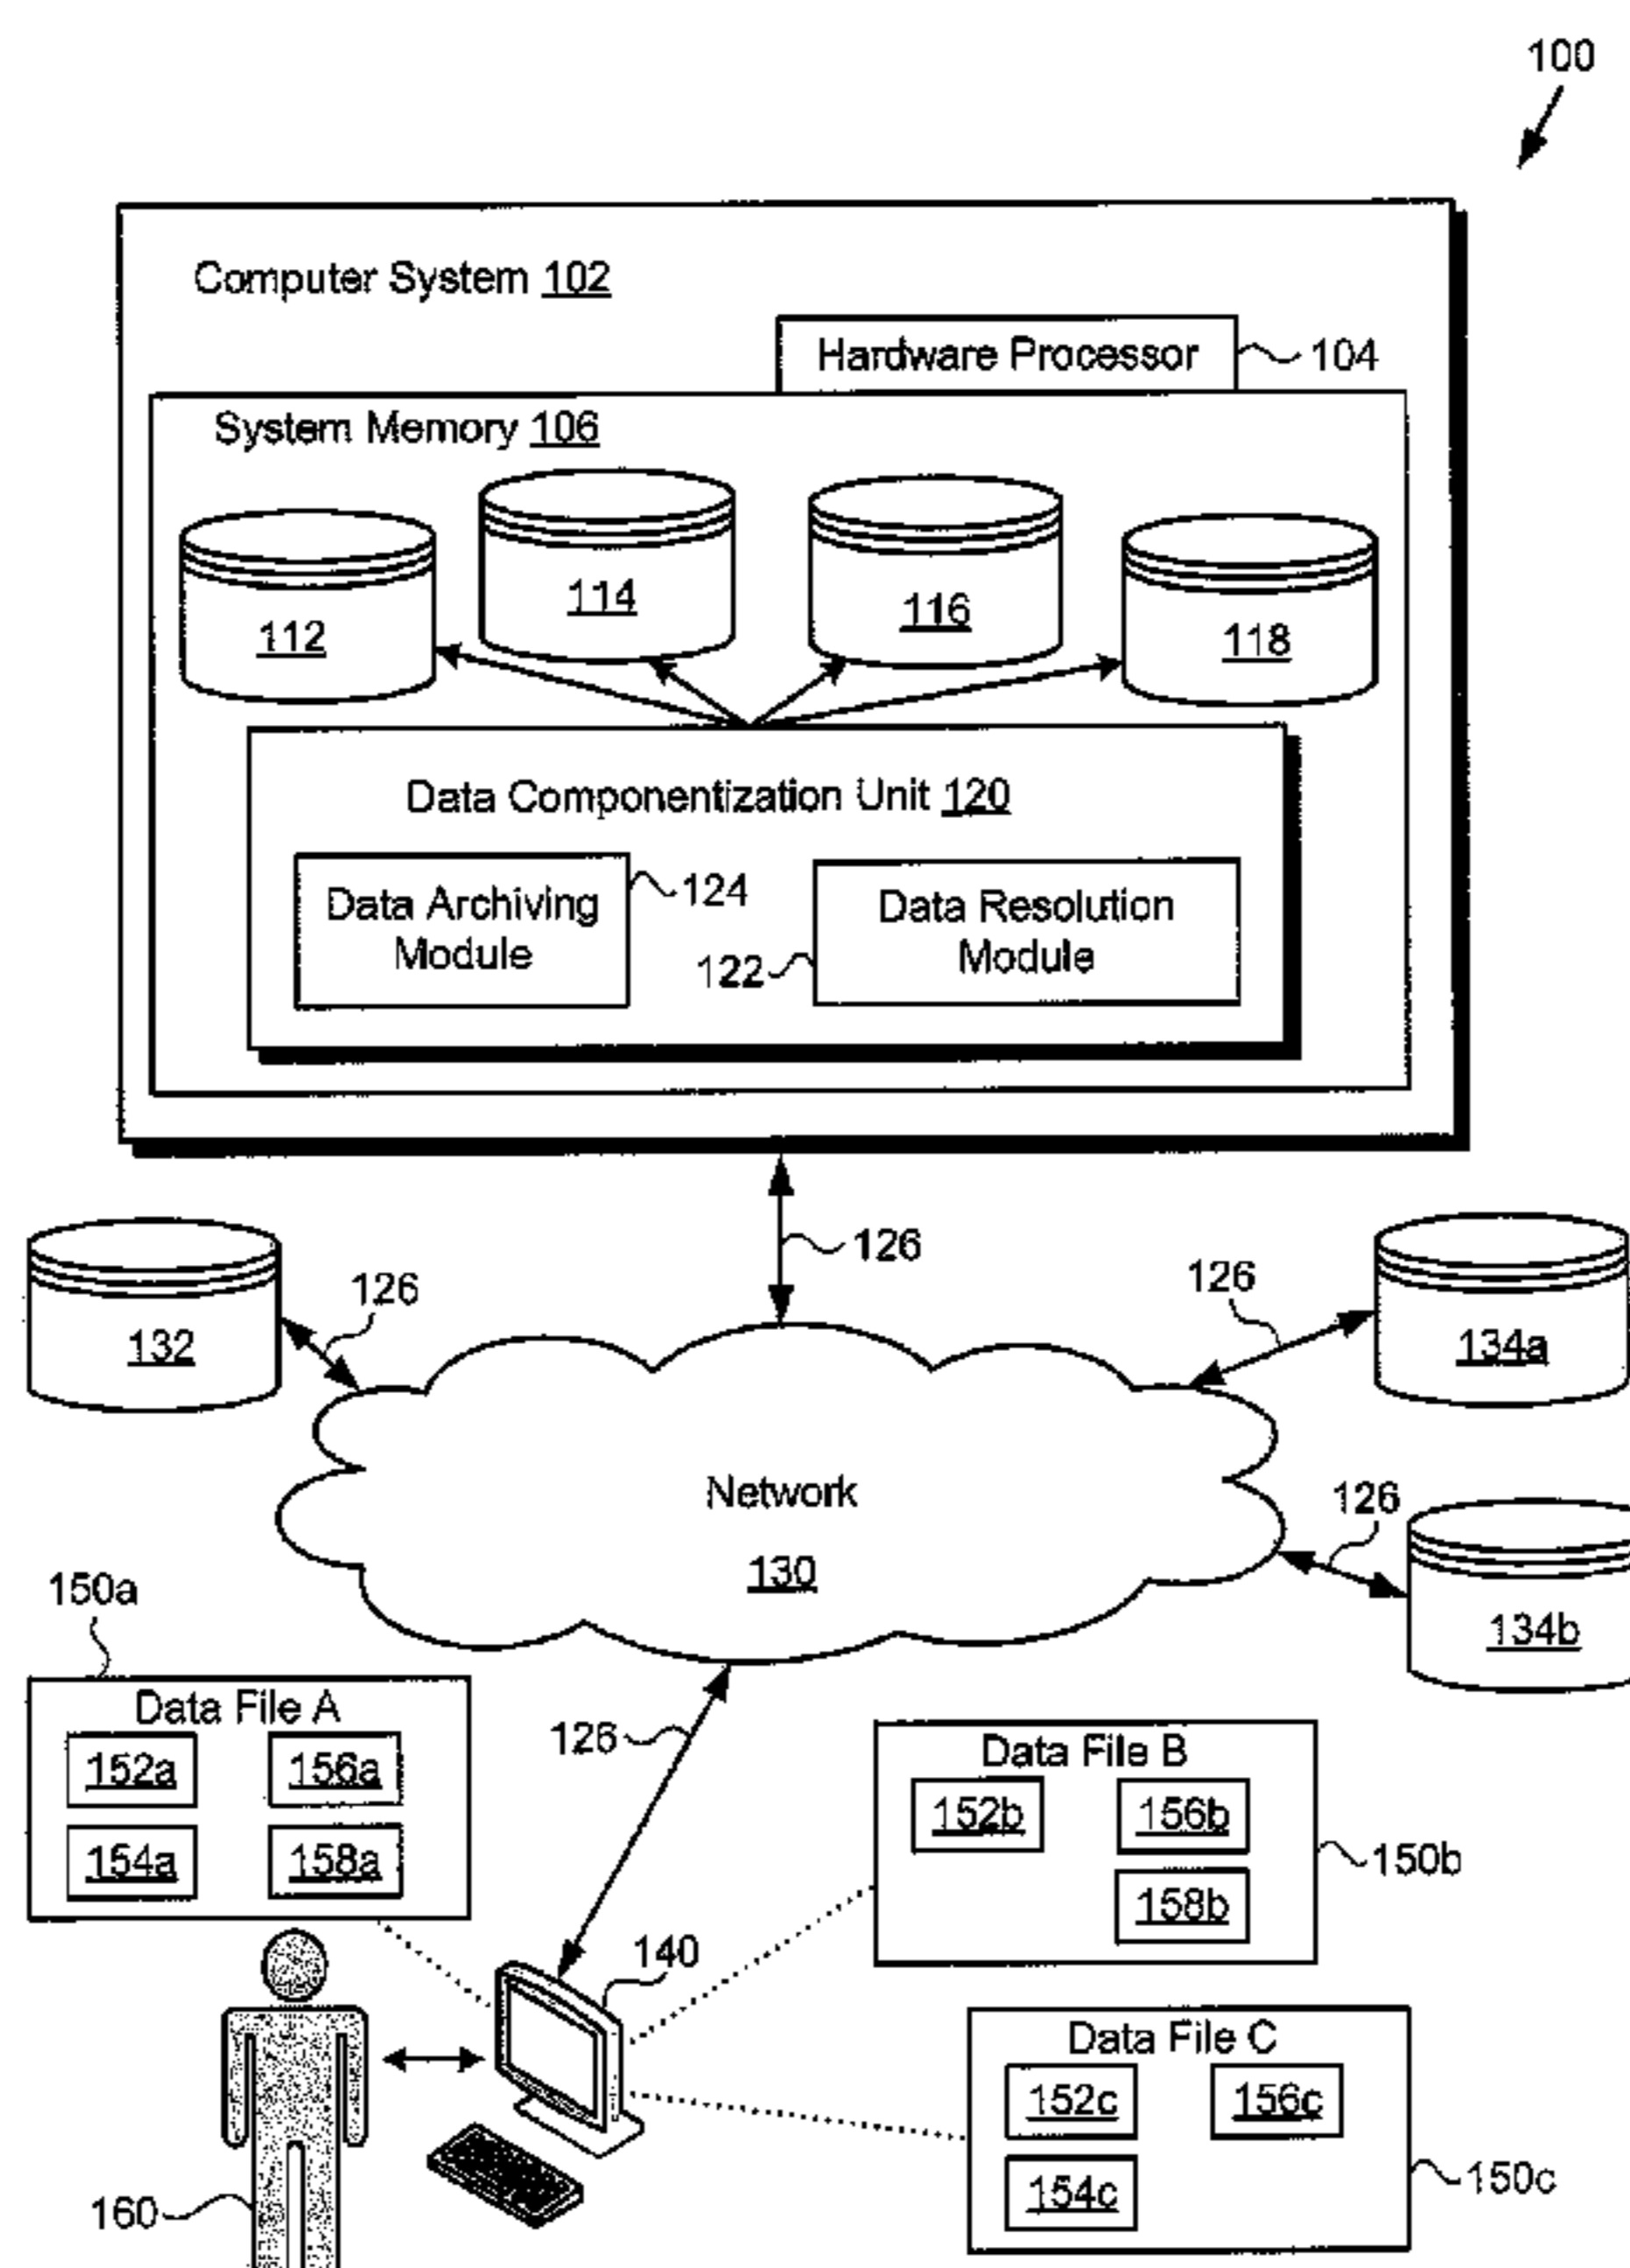 100
Computer System 102
Hardware Processor
104
System Memory 106
112
114
116
118
Data Componentization Unit 120
Data Archiving
Module
124
122
Data Resolution
Module
126
132
126
126
134a
Network
130
126
134b
150a
Data File A
152a
156a
154a
158a
126
Data File B
152b
156b
158b
150b
140
Data File C
152c
156c
154c
150c
160